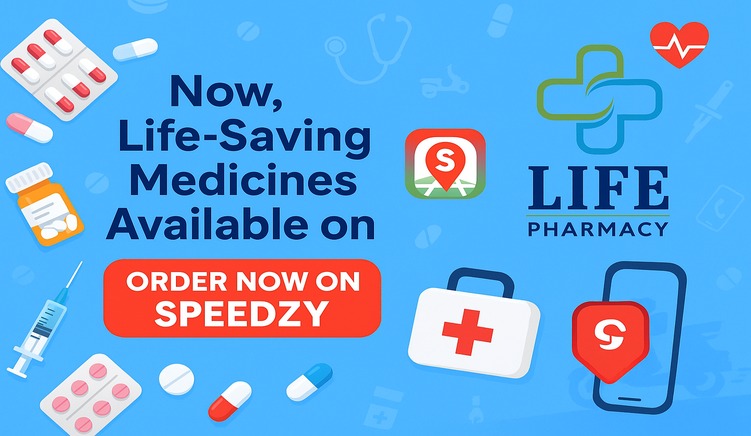 Now,
Life-Saving
Medicines
Available on
S
ORDER NOW ON
SPEEDZY
LIFE
PHARMACY
S